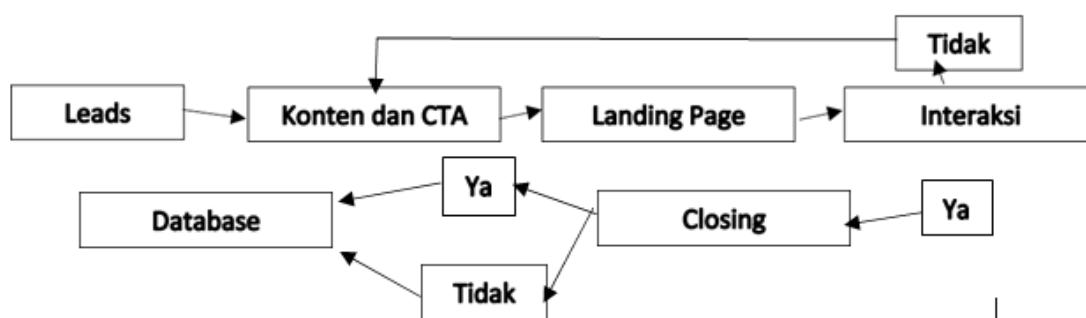 Tidak
Leads
Konten dan CTA
Landing Page
Interaksi
Ya
Database
Closing
Ya
Tidak